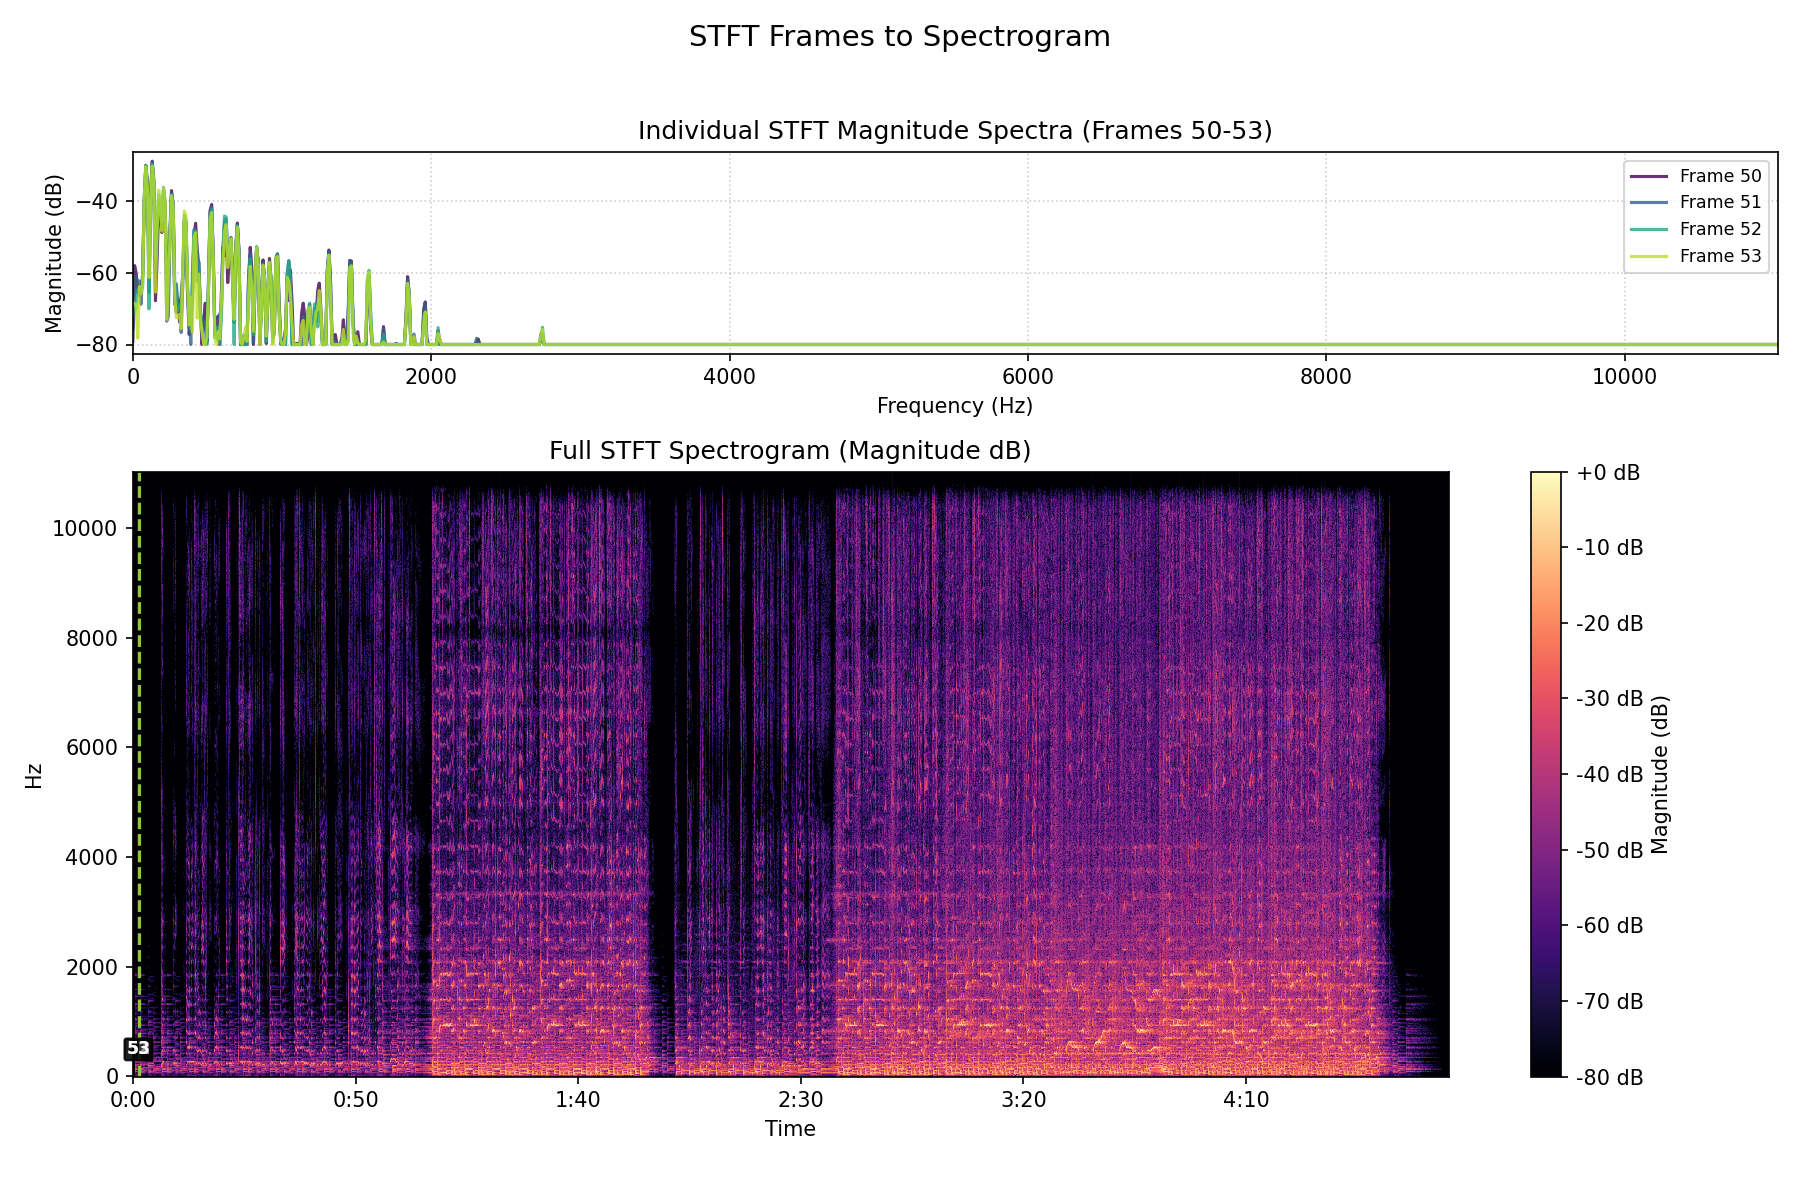 STFT Frames to Spectrogram
Individual STFT Magnitude Spectra (Frames 50-53)
Magnitude (dB)
−40
−60
−80
Frame 50
Frame 51
Frame 52
Frame 53
0 2000 4000 6000 8000 10000
Frequency (Hz)
Full STFT Spectrogram (Magnitude dB)
Hz
10000
8000
6000
4000
2000
0
53
0:00 0:50 1:40 2:30 3:20 4:10
Time
+0 dB
-10 dB
-20 dB
-30 dB
-40 dB
-50 dB
-60 dB
-70 dB
-80 dB
Magnitude (dB)